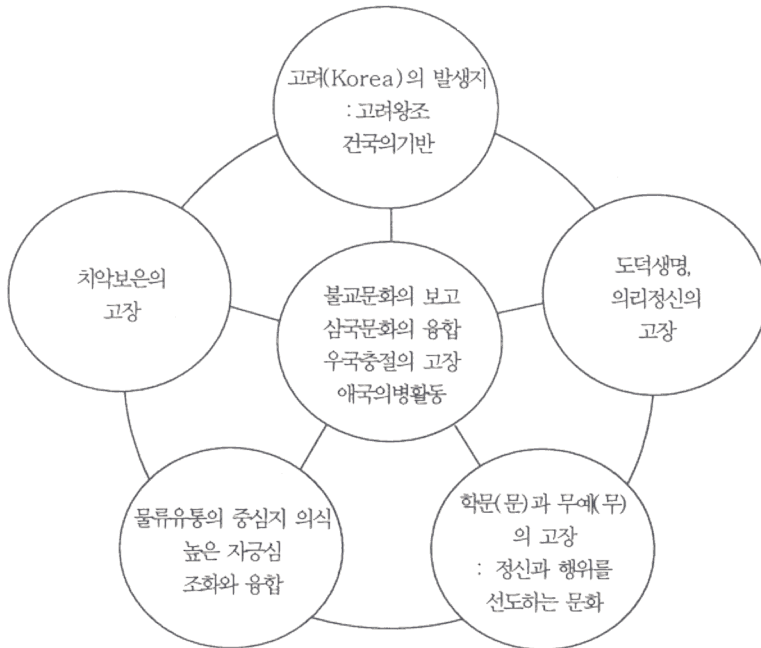 고려(Korea)의 발생지
: 고려왕조
건국의기반
치악보은의
고장
불교문화의 보고
삼국문화의 융합
우국충절의 고장
애국의병활동
도덕생명,
의리정신의
고장
물류유통의 중심지 의식
높은 자긍심
조화와 융합
학문(문)과 무예(무)
의 고장
: 정신과 행위를
선도하는 문화